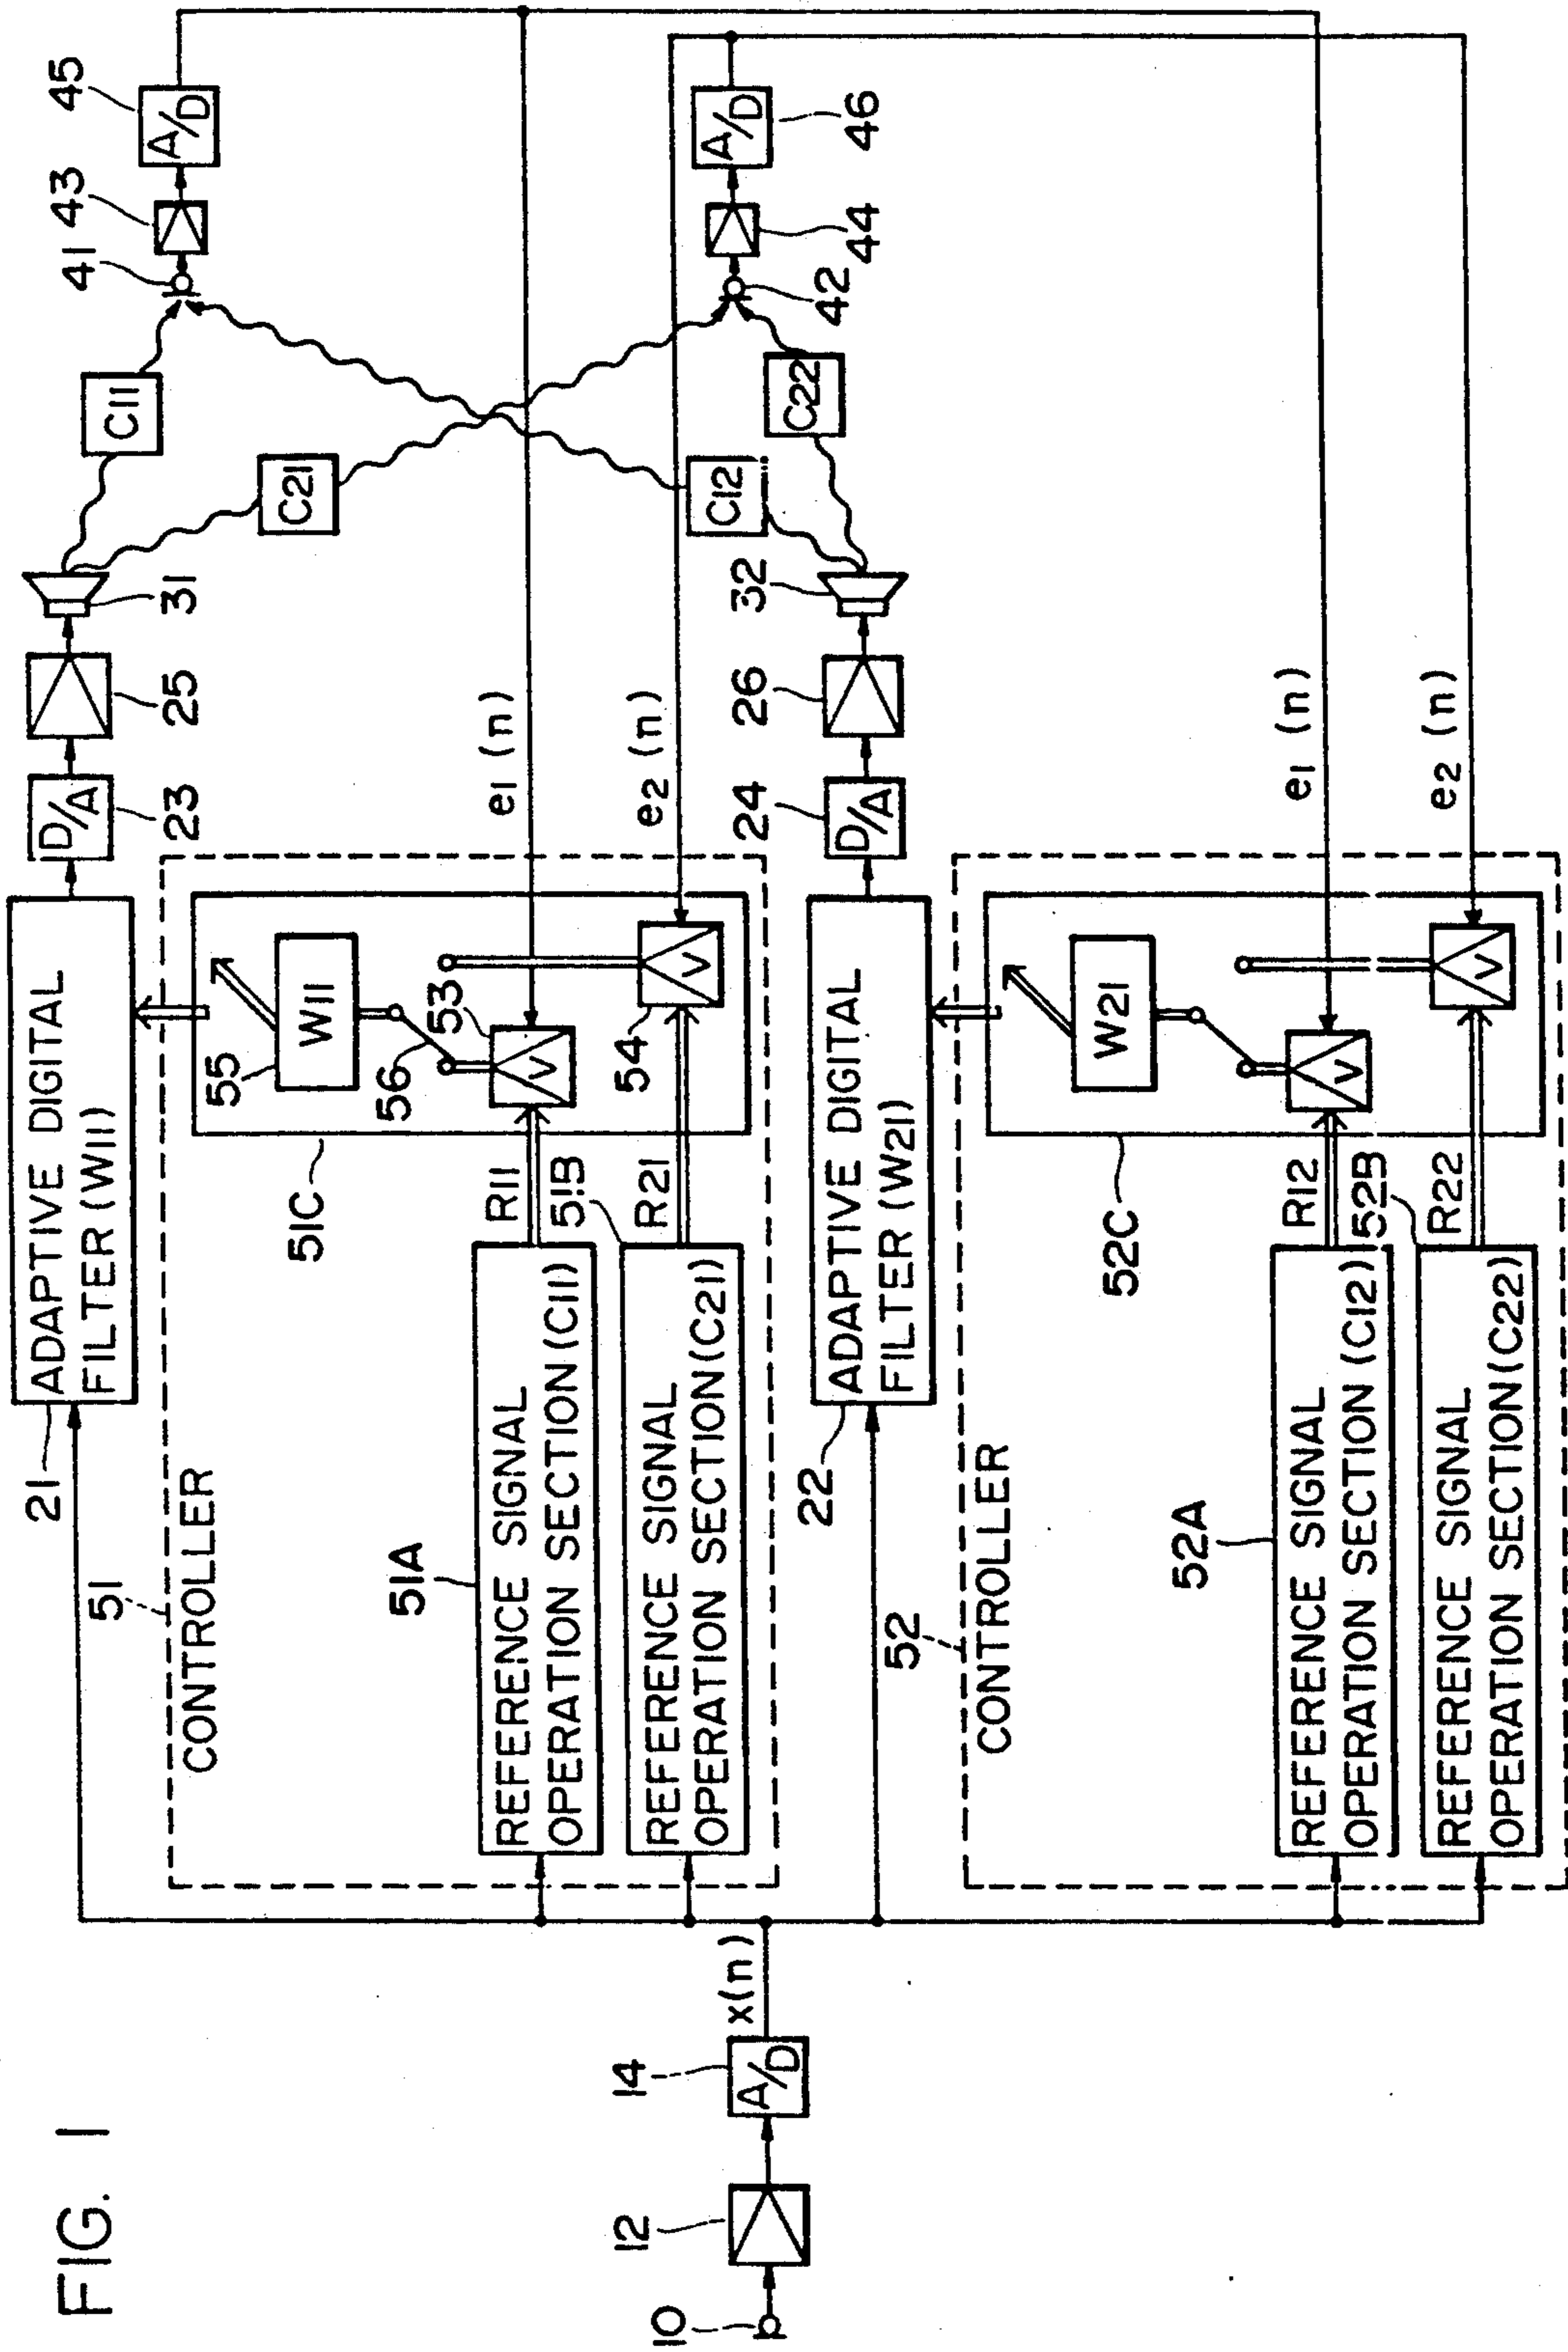 FIG. 1
10
12
14
A/D
x(n)
21
ADAPTIVE DIGITAL
FILTER (W11)
23
D/A
25
31
C11
C21
41
43
45
A/D
51
CONTROLLER
51A
REFERENCE SIGNAL
OPERATION SECTION (C11)
R11
51B
REFERENCE SIGNAL
OPERATION SECTION (C21)
R21
51C
55
W11
56
53
V
54
V
e1 (n)
e2 (n)
22
ADAPTIVE DIGITAL
FILTER (W21)
24
D/A
26
32
C12
C22
42
44
46
A/D
52
CONTROLLER
52A
REFERENCE SIGNAL
OPERATION SECTION (C12)
R12
52B
REFERENCE SIGNAL
OPERATION SECTION (C22)
R22
52C
W21
V
V
e1 (n)
e2 (n)